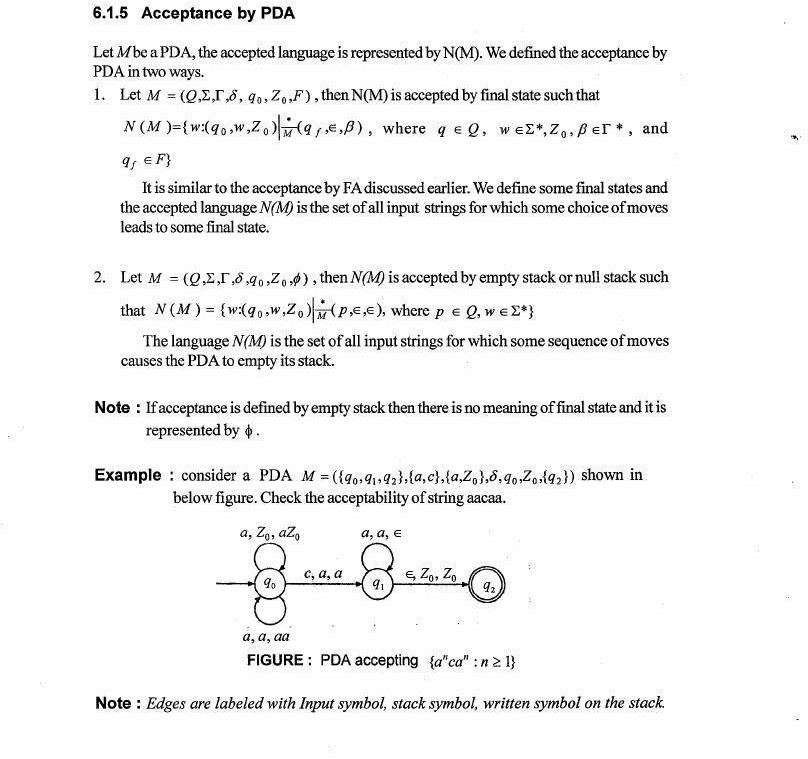 6.1.5 Acceptance by PDA
Let M be a PDA, the accepted language is represented by N(M). We defined the acceptance by
PDA in two ways.
1. Let M = (Q,Σ,Γ,δ, q₀, Z₀,F) , then N(M) is accepted by final state such that
N (M )={w:(q₀,w,Z₀)|*/M (q f ,∈,β) , where q ∈ Q, w ∈Σ*, Z₀, β ∈Γ * , and
q f ∈ F}
It is similar to the acceptance by FA discussed earlier. We define some final states and
the accepted language N(M) is the set of all input strings for which some choice of moves
leads to some final state.
2. Let M = (Q,Σ,Γ,δ,q₀,Z₀,ϕ) , then N(M) is accepted by empty stack or null stack such
that N (M ) = {w:(q₀,w,Z₀)|*/M (p,∈,∈), where p ∈ Q, w ∈Σ*}
The language N(M) is the set of all input strings for which some sequence of moves
causes the PDA to empty its stack.
Note : If acceptance is defined by empty stack then there is no meaning of final state and it is
represented by ϕ .
Example : consider a PDA M = ({q₀,q₁,q₂},{a,c},{a,Z₀},δ,q₀,Z₀,{q₂}) shown in
below figure. Check the acceptability of string aacaa.
a, Z₀, aZ₀ a, a, ∈
c, a, a ∈, Z₀, Z₀
q₀ q₁ q₂
a, a, aa
FIGURE : PDA accepting {aⁿcaⁿ : n ≥ 1}
Note : Edges are labeled with Input symbol, stack symbol, written symbol on the stack.